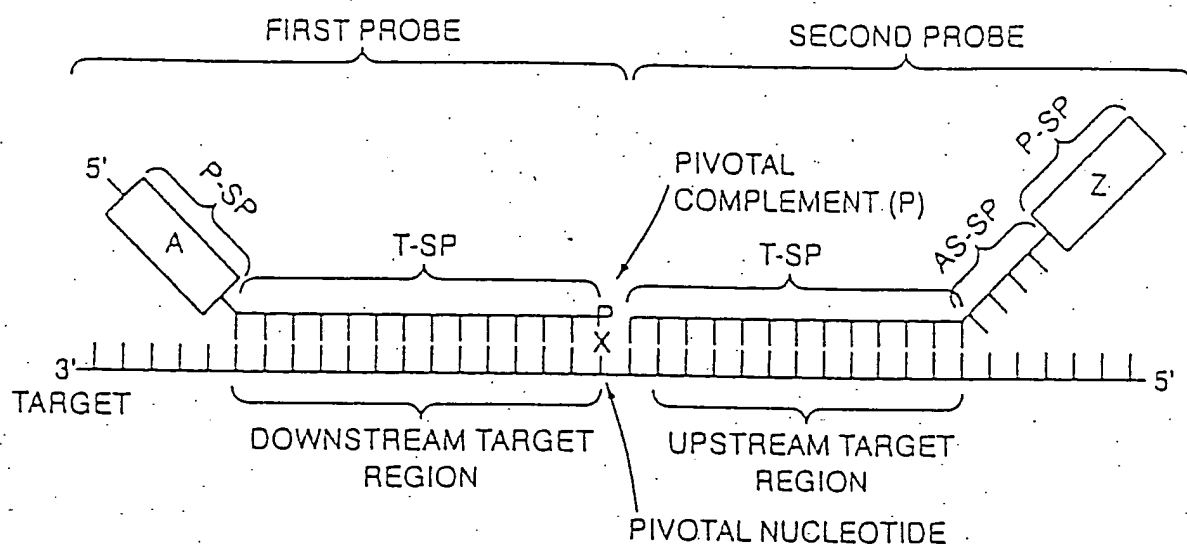 FIRST PROBE
SECOND PROBE
5'
P-SP
A
T-SP
PIVOTAL
COMPLEMENT (P)
T-SP
AS-SP
P-SP
Z
P
X
3'
5'
TARGET
DOWNSTREAM TARGET
REGION
UPSTREAM TARGET
REGION
PIVOTAL NUCLEOTIDE